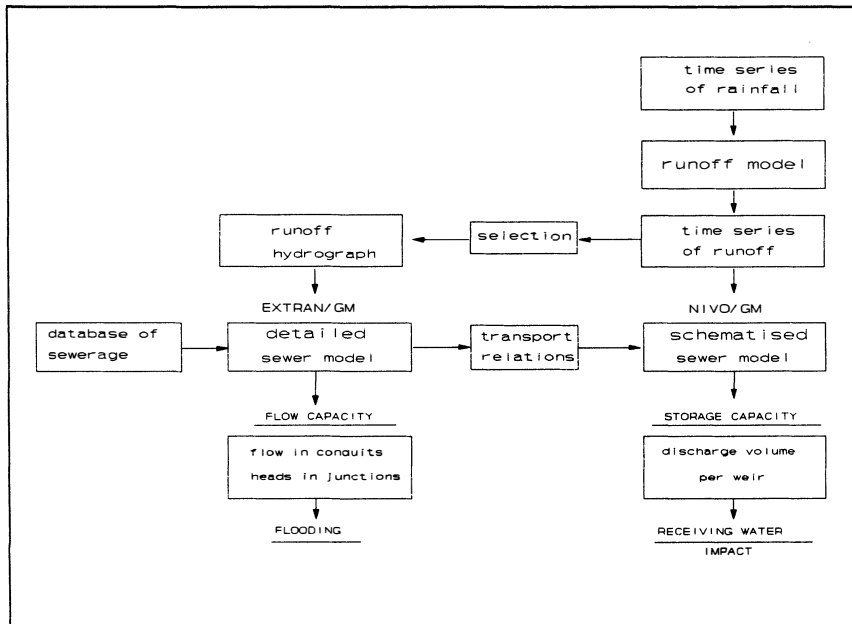 time series
of rainfall
runoff model
runoff
hydrograph
selection
time series
of runoff
EXTRAN/GM
NIVO/GM
database of
sewerage
detailed
sewer model
transport
relations
schematised
sewer model
FLOW CAPACITY
STORAGE CAPACITY
flow in conduits
heads in junctions
discharge volume
per weir
FLOODING
RECEIVING WATER
IMPACT